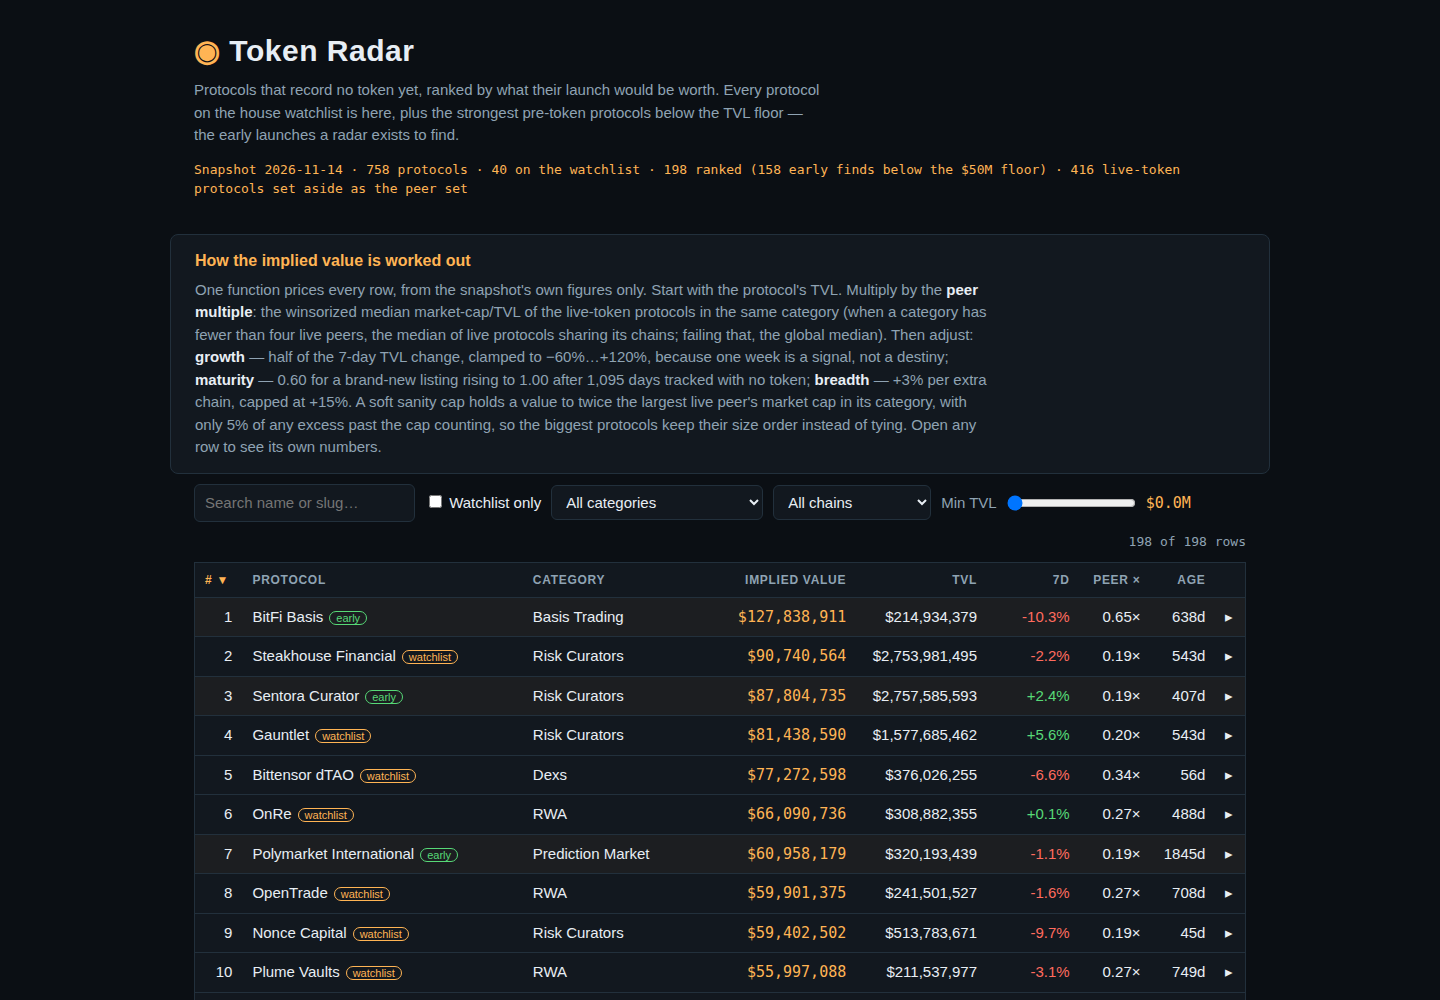 ◉ Token Radar
Protocols that record no token yet, ranked by what their launch would be worth. Every protocol
on the house watchlist is here, plus the strongest pre-token protocols below the TVL floor —
the early launches a radar exists to find.
Snapshot 2026-11-14 · 758 protocols · 40 on the watchlist · 198 ranked (158 early finds below the $50M floor) · 416 live-token
protocols set aside as the peer set
How the implied value is worked out
One function prices every row, from the snapshot's own figures only. Start with the protocol's TVL. Multiply by the peer
multiple: the winsorized median market-cap/TVL of the live-token protocols in the same category (when a category has
fewer than four live peers, the median of live protocols sharing its chains; failing that, the global median). Then adjust:
growth — half of the 7-day TVL change, clamped to −60%…+120%, because one week is a signal, not a destiny;
maturity — 0.60 for a brand-new listing rising to 1.00 after 1,095 days tracked with no token; breadth — +3% per extra
chain, capped at +15%. A soft sanity cap holds a value to twice the largest live peer's market cap in its category, with
only 5% of any excess past the cap counting, so the biggest protocols keep their size order instead of tying. Open any
row to see its own numbers.
Search name or slug… Watchlist only All categories All chains Min TVL $0.0M
198 of 198 rows
# ▼ PROTOCOL CATEGORY IMPLIED VALUE TVL 7D PEER × AGE
1 BitFi Basis early Basis Trading $127,838,911 $214,934,379 -10.3% 0.65× 638d ▸
2 Steakhouse Financial watchlist Risk Curators $90,740,564 $2,753,981,495 -2.2% 0.19× 543d ▸
3 Sentora Curator early Risk Curators $87,804,735 $2,757,585,593 +2.4% 0.19× 407d ▸
4 Gauntlet watchlist Risk Curators $81,438,590 $1,577,685,462 +5.6% 0.20× 543d ▸
5 Bittensor dTAO watchlist Dexs $77,272,598 $376,026,255 -6.6% 0.34× 56d ▸
6 OnRe watchlist RWA $66,090,736 $308,882,355 +0.1% 0.27× 488d ▸
7 Polymarket International early Prediction Market $60,958,179 $320,193,439 -1.1% 0.19× 1845d ▸
8 OpenTrade watchlist RWA $59,901,375 $241,501,527 -1.6% 0.27× 708d ▸
9 Nonce Capital watchlist Risk Curators $59,402,502 $513,783,671 -9.7% 0.19× 45d ▸
10 Plume Vaults watchlist RWA $55,997,088 $211,537,977 -3.1% 0.27× 749d ▸